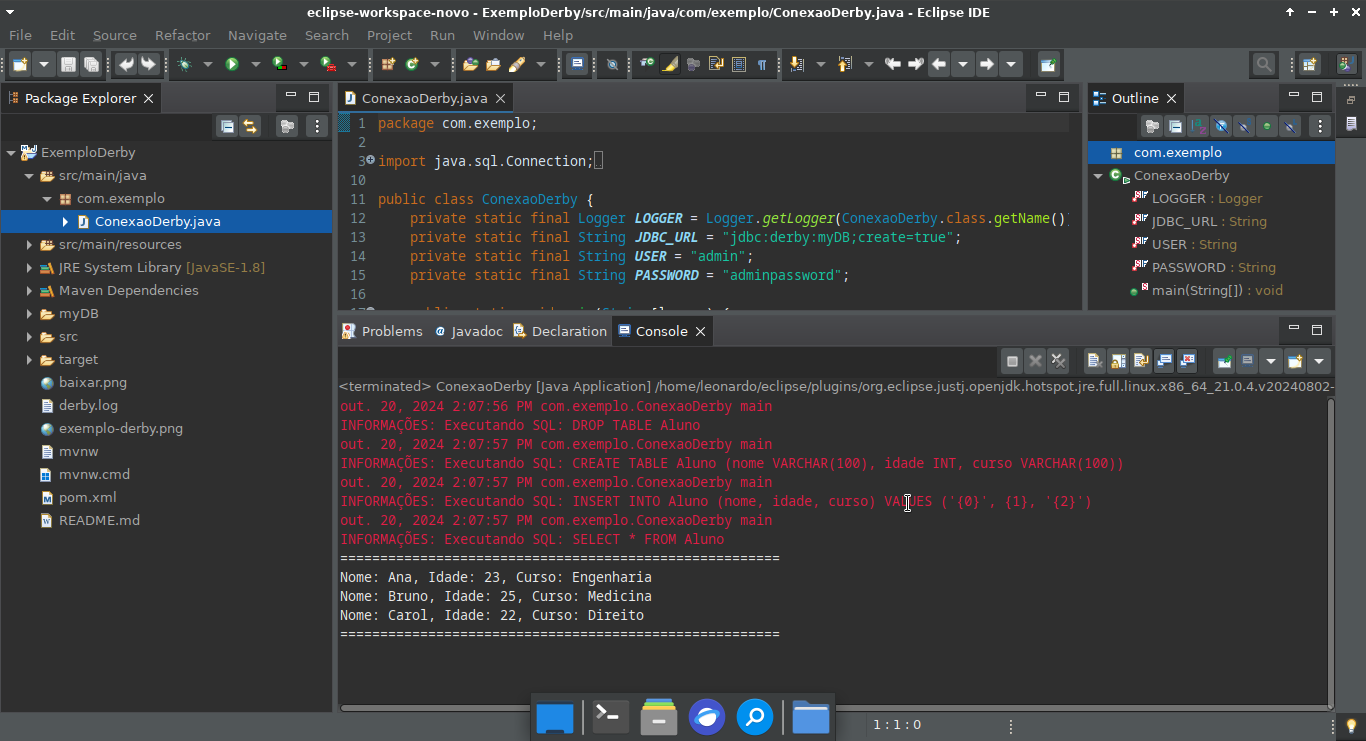 eclipse-workspace-novo - ExemploDerby/src/main/java/com/exemplo/ConexaoDerby.java - Eclipse IDE
File Edit Source Refactor Navigate Search Project Run Window Help
Package Explorer
ExemploDerby
src/main/java
com.exemplo
ConexaoDerby.java
src/main/resources
JRE System Library [JavaSE-1.8]
Maven Dependencies
myDB
src
target
baixar.png
derby.log
exemplo-derby.png
mvnw
mvnw.cmd
pom.xml
README.md
ConexaoDerby.java
1 package com.exemplo;
2
3 import java.sql.Connection;
10
11 public class ConexaoDerby {
12 private static final Logger LOGGER = Logger.getLogger(ConexaoDerby.class.getName())
13 private static final String JDBC_URL = "jdbc:derby:myDB;create=true";
14 private static final String USER = "admin";
15 private static final String PASSWORD = "adminpassword";
16
Outline
com.exemplo
ConexaoDerby
LOGGER : Logger
JDBC_URL : String
USER : String
PASSWORD : String
main(String[]) : void
Problems Javadoc Declaration Console
<terminated> ConexaoDerby [Java Application] /home/leonardo/eclipse/plugins/org.eclipse.justj.openjdk.hotspot.jre.full.linux.x86_64_21.0.4.v20240802-
out. 20, 2024 2:07:56 PM com.exemplo.ConexaoDerby main
INFORMAÇÕES: Executando SQL: DROP TABLE Aluno
out. 20, 2024 2:07:57 PM com.exemplo.ConexaoDerby main
INFORMAÇÕES: Executando SQL: CREATE TABLE Aluno (nome VARCHAR(100), idade INT, curso VARCHAR(100))
out. 20, 2024 2:07:57 PM com.exemplo.ConexaoDerby main
INFORMAÇÕES: Executando SQL: INSERT INTO Aluno (nome, idade, curso) VALUES ('{0}', {1}, '{2}')
out. 20, 2024 2:07:57 PM com.exemplo.ConexaoDerby main
INFORMAÇÕES: Executando SQL: SELECT * FROM Aluno
=======================================================
Nome: Ana, Idade: 23, Curso: Engenharia
Nome: Bruno, Idade: 25, Curso: Medicina
Nome: Carol, Idade: 22, Curso: Direito
=======================================================
1:1:0